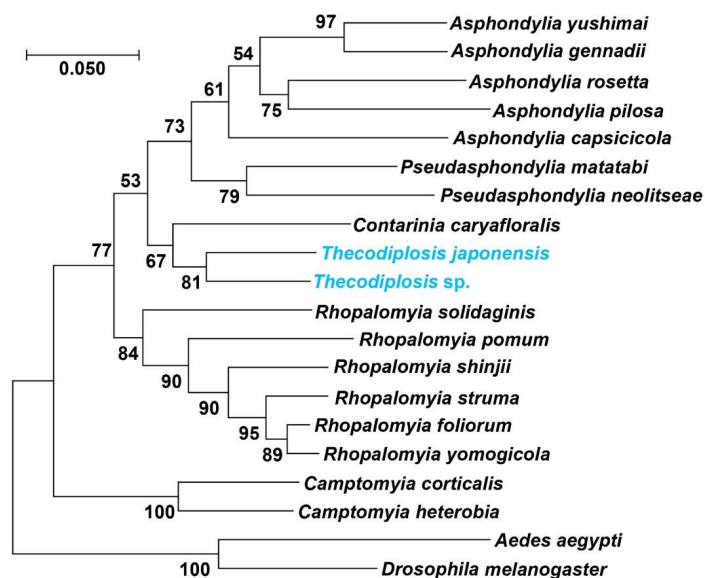 97
Asphondylia yushimai
Asphondylia gennadii
54
0.050
Asphondylia rosetta
61
75
Asphondylia pilosa
73
Asphondylia capsicicola
Pseudasphondylia matatabi
53
79
Pseudasphondylia neolitseae
Contarinia caryafloralis
77
67
Thecodiplosis japonensis
81
Thecodiplosis sp.
Rhopalomyia solidaginis
84
Rhopalomyia pomum
90
Rhopalomyia shinjii
90
Rhopalomyia struma
95
Rhopalomyia foliorum
89
Rhopalomyia yomogicola
Camptomyia corticalis
100
Camptomyia heterobia
Aedes aegypti
100
Drosophila melanogaster